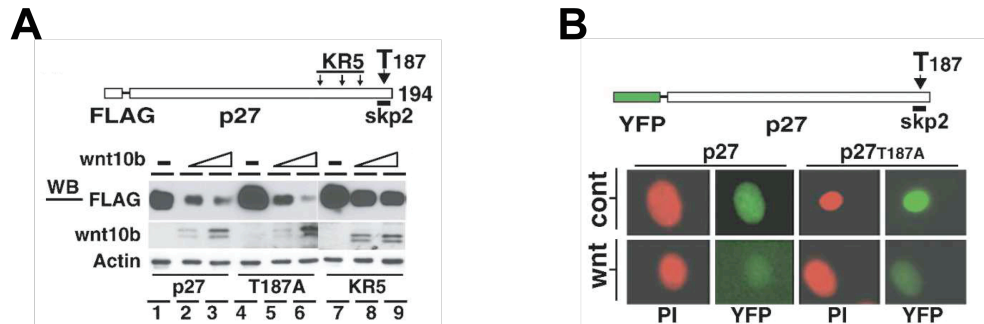 A
KR5 T187
194
FLAG p27 skp2
wnt10b - -  -
WB FLAG
wnt10b
Actin
p27 T187A KR5
1 2 3 4 5 6 7 8 9
B
T187
YFP p27 skp2
p27 p27T187A
cont
wnt
PI YFP PI YFP